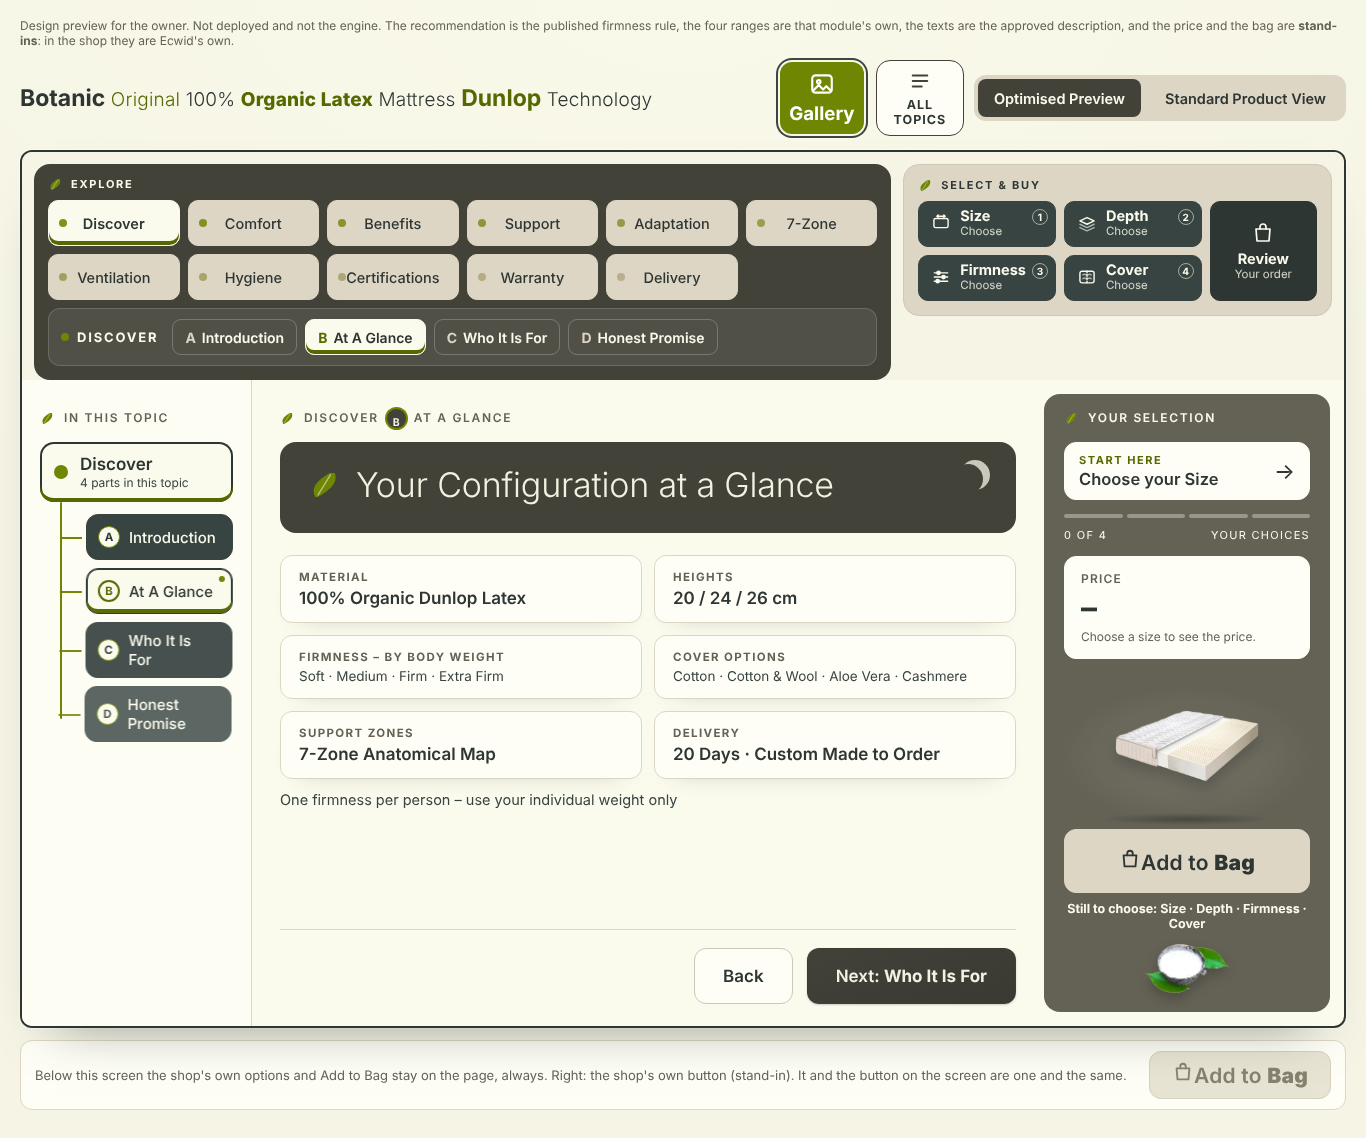 Design preview for the owner. Not deployed and not the engine. The recommendation is the published firmness rule, the four ranges are that module's own, the texts are the approved description, and the price and the bag are stand-
ins: in the shop they are Ecwid's own.
Botanic Original 100% Organic Latex Mattress Dunlop Technology
Gallery
ALL
TOPICS
Optimised Preview
Standard Product View
EXPLORE
Discover
Comfort
Benefits
Support
Adaptation
7-Zone
Ventilation
Hygiene
Certifications
Warranty
Delivery
DISCOVER
A Introduction
B At A Glance
C Who It Is For
D Honest Promise
SELECT & BUY
Size
Choose
1
Depth
Choose
2
Firmness
Choose
3
Cover
Choose
4
Review
Your order
IN THIS TOPIC
Discover
4 parts in this topic
A Introduction
B At A Glance
C Who It Is
For
D Honest
Promise
DISCOVER B AT A GLANCE
Your Configuration at a Glance
MATERIAL
100% Organic Dunlop Latex
HEIGHTS
20 / 24 / 26 cm
FIRMNESS – BY BODY WEIGHT
Soft · Medium · Firm · Extra Firm
COVER OPTIONS
Cotton · Cotton & Wool · Aloe Vera · Cashmere
SUPPORT ZONES
7-Zone Anatomical Map
DELIVERY
20 Days · Custom Made to Order
One firmness per person – use your individual weight only
Back
Next: Who It Is For
YOUR SELECTION
START HERE
Choose your Size
0 OF 4
YOUR CHOICES
PRICE
–
Choose a size to see the price.
Add to Bag
Still to choose: Size · Depth · Firmness ·
Cover
Below this screen the shop's own options and Add to Bag stay on the page, always. Right: the shop's own button (stand-in). It and the button on the screen are one and the same.
Add to Bag